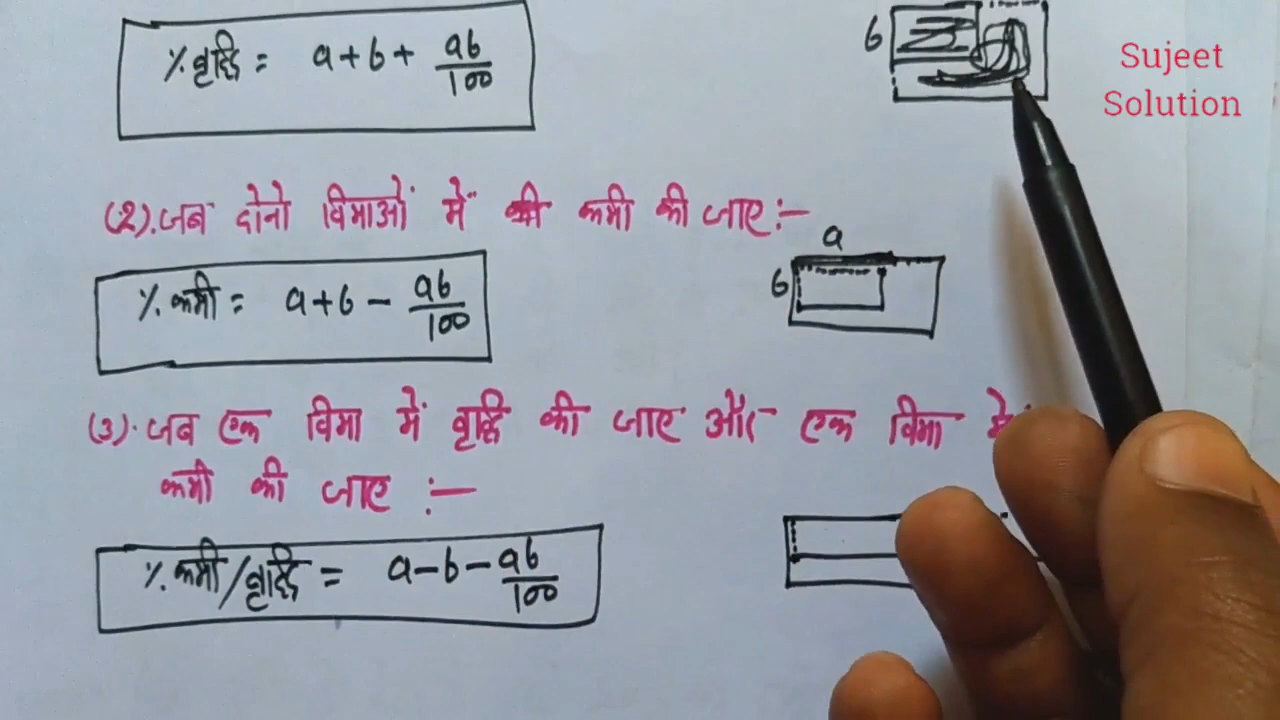 % वृद्धि = a + b + ab/100
b
Sujeet
Solution
(2). जब दोनो विमाओं में कमी की जाए :-
a
% कमी = a + b - ab/100
b
(3). जब एक विमा में वृद्धि की जाए और एक विमा में
कमी की जाए :-
% कमी/वृद्धि = a - b - ab/100